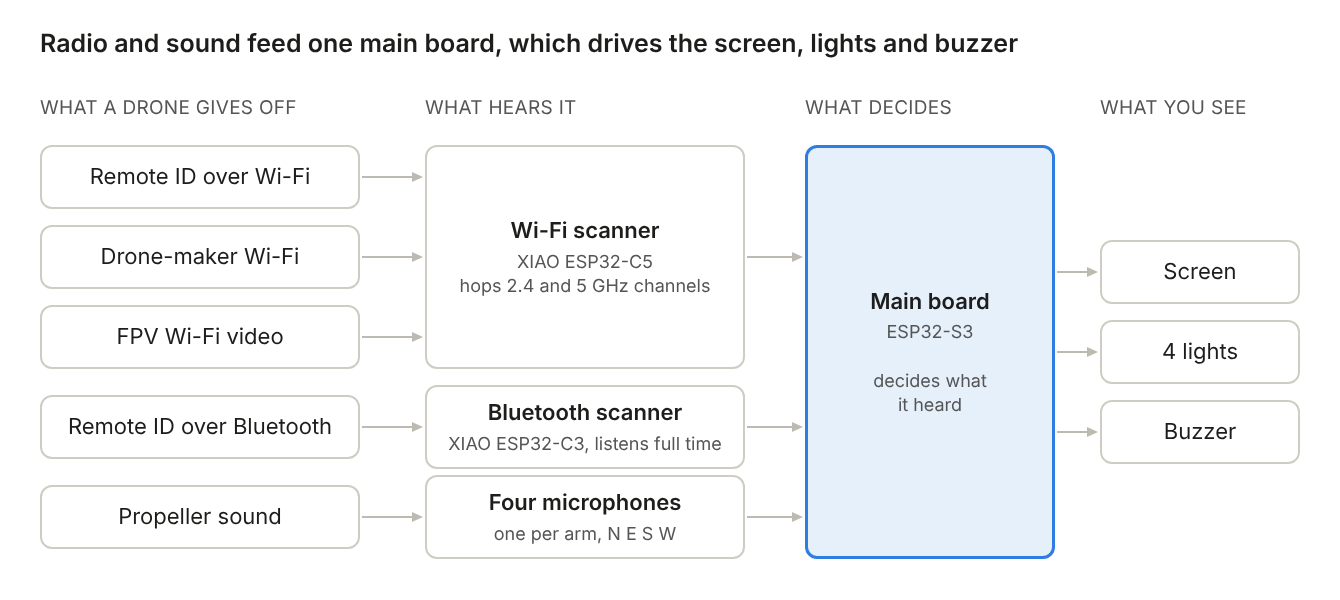 Radio and sound feed one main board, which drives the screen, lights and buzzer
WHAT A DRONE GIVES OFF
WHAT HEARS IT
WHAT DECIDES
WHAT YOU SEE
Remote ID over Wi-Fi
Drone-maker Wi-Fi
FPV Wi-Fi video
Remote ID over Bluetooth
Propeller sound
Wi-Fi scanner
XIAO ESP32-C5
hops 2.4 and 5 GHz channels
Bluetooth scanner
XIAO ESP32-C3, listens full time
Four microphones
one per arm, N E S W
Main board
ESP32-S3
decides what
it heard
Screen
4 lights
Buzzer